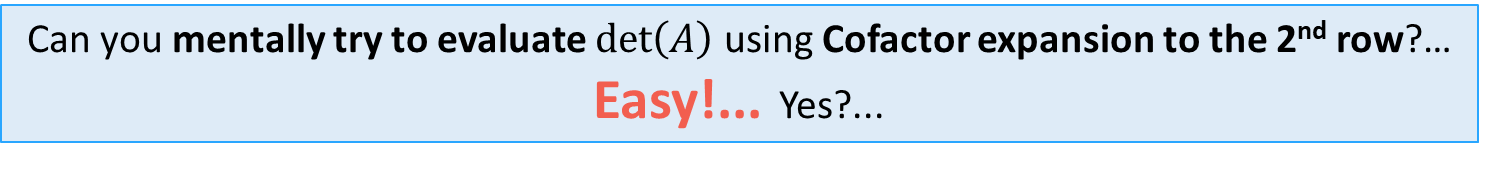 Can you mentally try to evaluate det(A) using Cofactor expansion to the 2nd row?...
Easy!... Yes?...